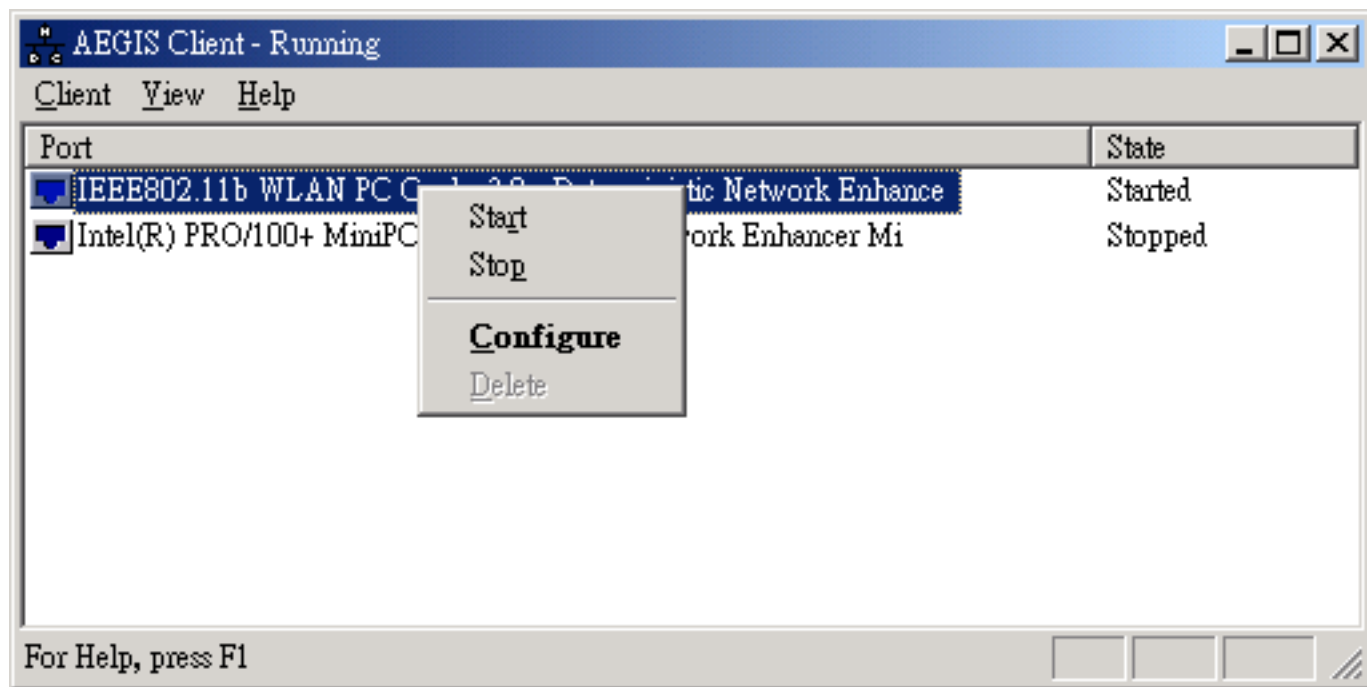 AEGIS Client - Running
Client View Help
Port State
IEEE802.11b WLAN PC tic Network Enhance Started
Intel(R) PRO/100+ MiniPC ork Enhancer Mi Stopped
Start
Stop
Configure
Delete
For Help, press F1